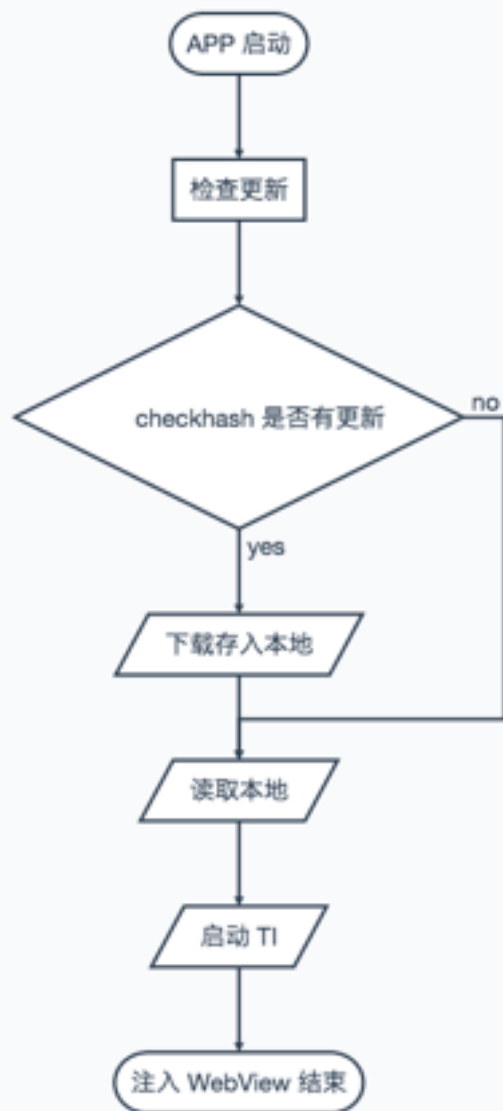 APP 启动
检查更新
checkhash 是否有更新
no
yes
下载存入本地
读取本地
启动 TI
注入 WebView 结束